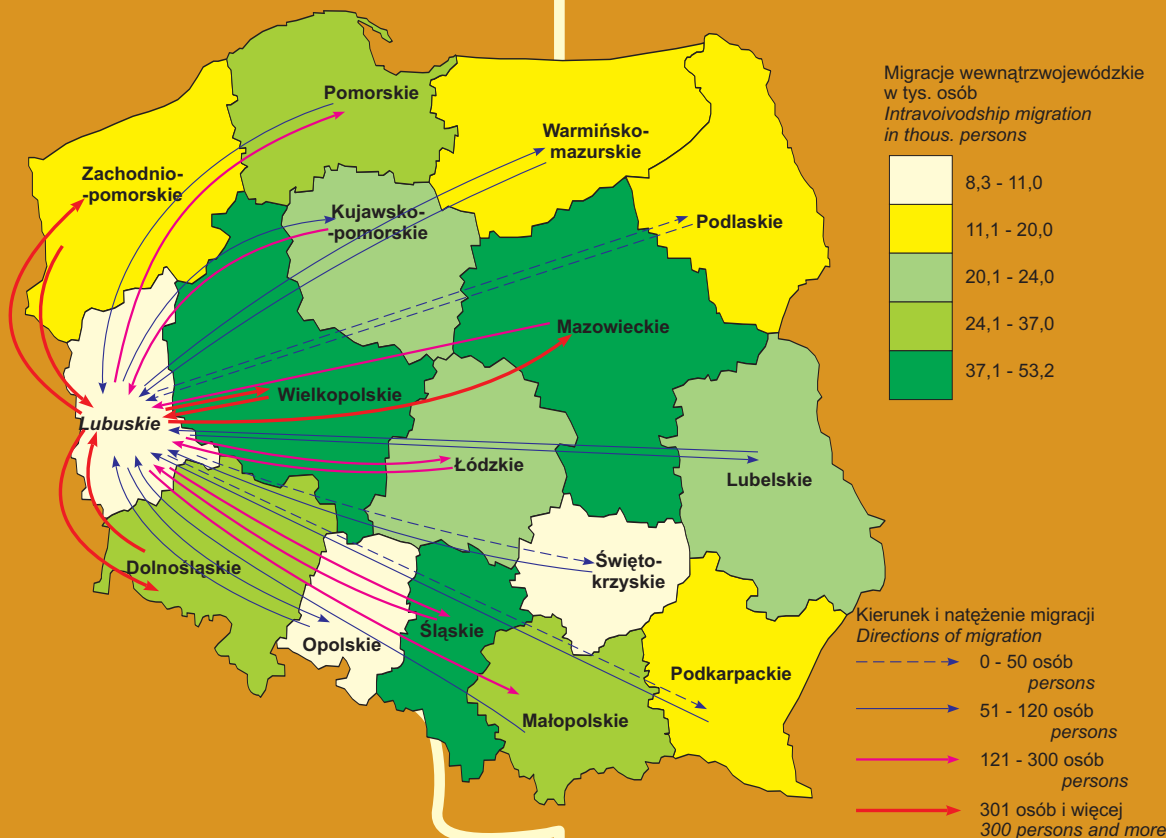 Pomorskie
Warmińsko-
mazurskie
Zachodnio-
-pomorskie
Kujawsko-
-pomorskie
Podlaskie
Mazowieckie
Wielkopolskie
Lubuskie
Łódzkie
Lubelskie
Dolnośląskie
Święto-
krzyskie
Opolskie
Śląskie
Podkarpackie
Małopolskie
Migracje wewnątrzwojewódzkie
w tys. osób
Intravoivodship migration
in thous. persons
8,3 - 11,0
11,1 - 20,0
20,1 - 24,0
24,1 - 37,0
37,1 - 53,2
Kierunek i natężenie migracji
Directions of migration
0 - 50 osób
persons
51 - 120 osób
persons
121 - 300 osób
persons
301 osób i więcej
300 persons and more